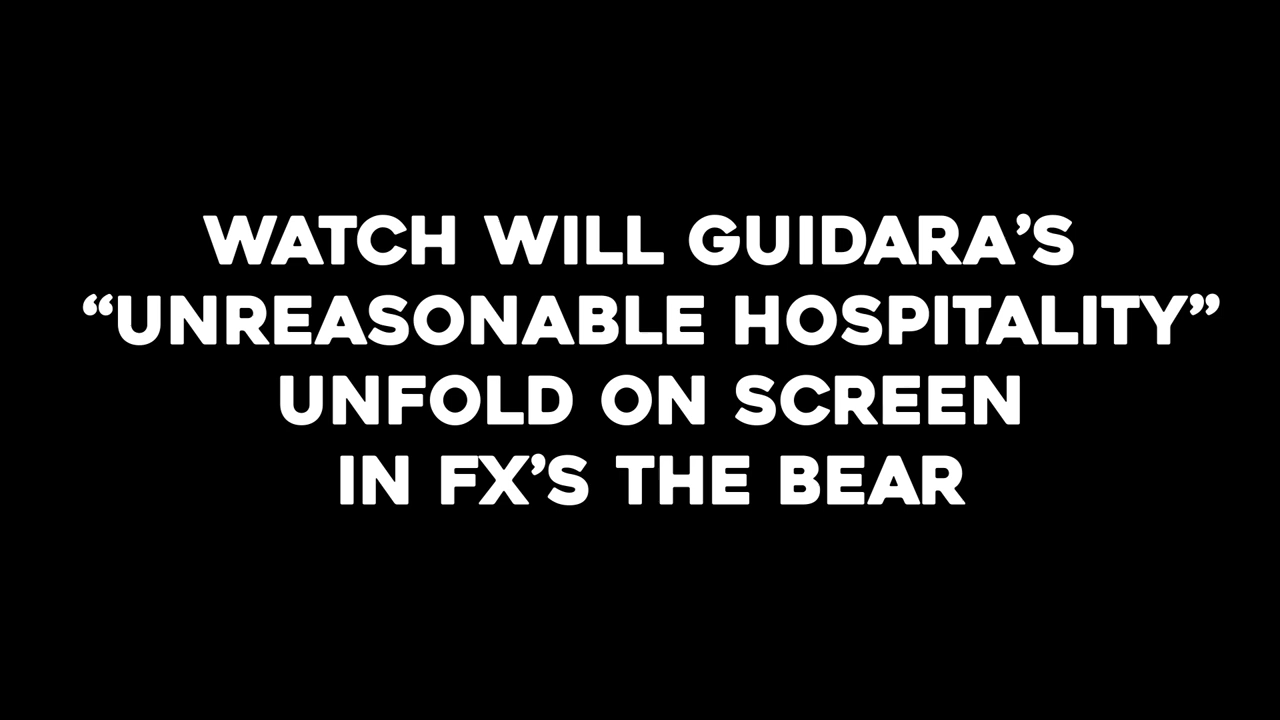 WATCH WILL GUIDARA’S
“UNREASONABLE HOSPITALITY”
UNFOLD ON SCREEN
IN FX’S THE BEAR